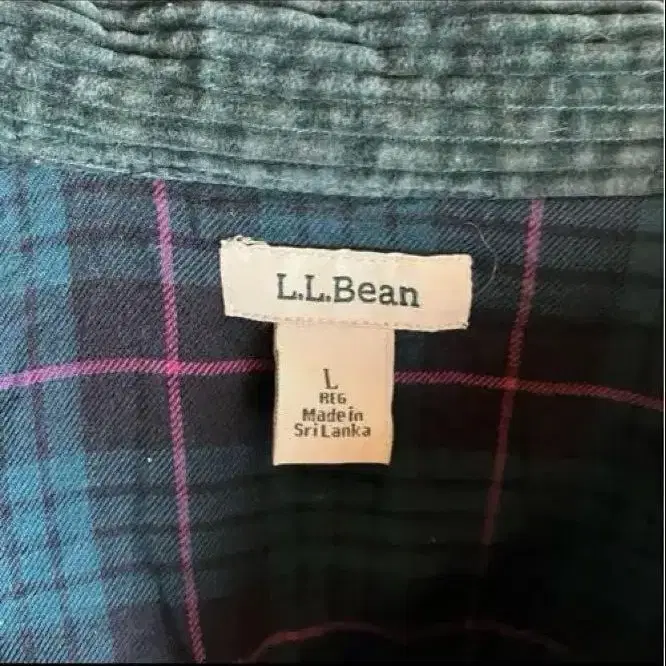 L.L.Bean
L
REG
Made in
Sri Lanka